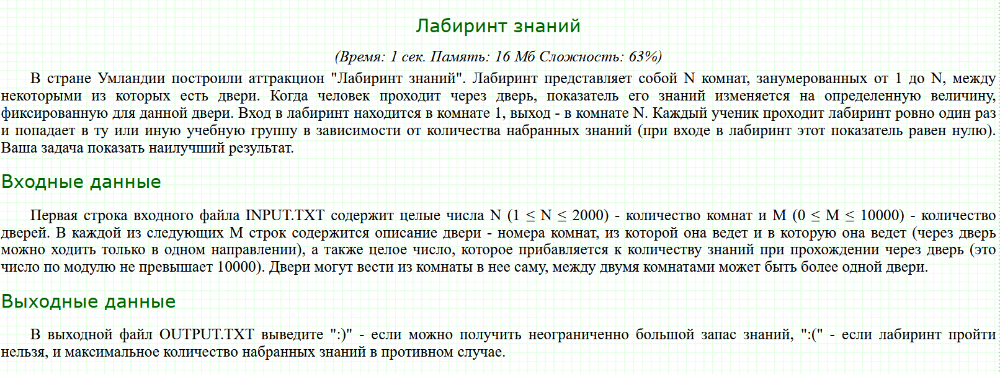 Лабиринт знаний
(Время: 1 сек. Память: 16 Мб Сложность: 63%)
В стране Умландии построили аттракцион "Лабиринт знаний". Лабиринт представляет собой N комнат, занумерованных от 1 до N, между
некоторыми из которых есть двери. Когда человек проходит через дверь, показатель его знаний изменяется на определенную величину,
фиксированную для данной двери. Вход в лабиринт находится в комнате 1, выход - в комнате N. Каждый ученик проходит лабиринт ровно один раз
и попадает в ту или иную учебную группу в зависимости от количества набранных знаний (при входе в лабиринт этот показатель равен нулю).
Ваша задача показать наилучший результат.
Входные данные
Первая строка входного файла INPUT.TXT содержит целые числа N (1 ≤ N ≤ 2000) - количество комнат и M (0 ≤ M ≤ 10000) - количество
дверей. В каждой из следующих M строк содержится описание двери - номера комнат, из которой она ведет и в которую она ведет (через дверь
можно ходить только в одном направлении), а также целое число, которое прибавляется к количеству знаний при прохождении через дверь (это
число по модулю не превышает 10000). Двери могут вести из комнаты в нее саму, между двумя комнатами может быть более одной двери.
Выходные данные
В выходной файл OUTPUT.TXT выведите ":)" - если можно получить неограниченно большой запас знаний, ":(" - если лабиринт пройти
нельзя, и максимальное количество набранных знаний в противном случае.